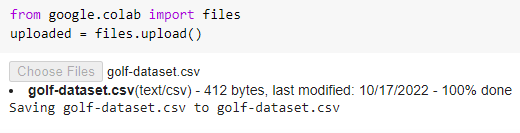 from google.colab import files
uploaded = files.upload()
Choose Files golf-dataset.csv
• golf-dataset.csv(text/csv) - 412 bytes, last modified: 10/17/2022 - 100% done
Saving golf-dataset.csv to golf-dataset.csv